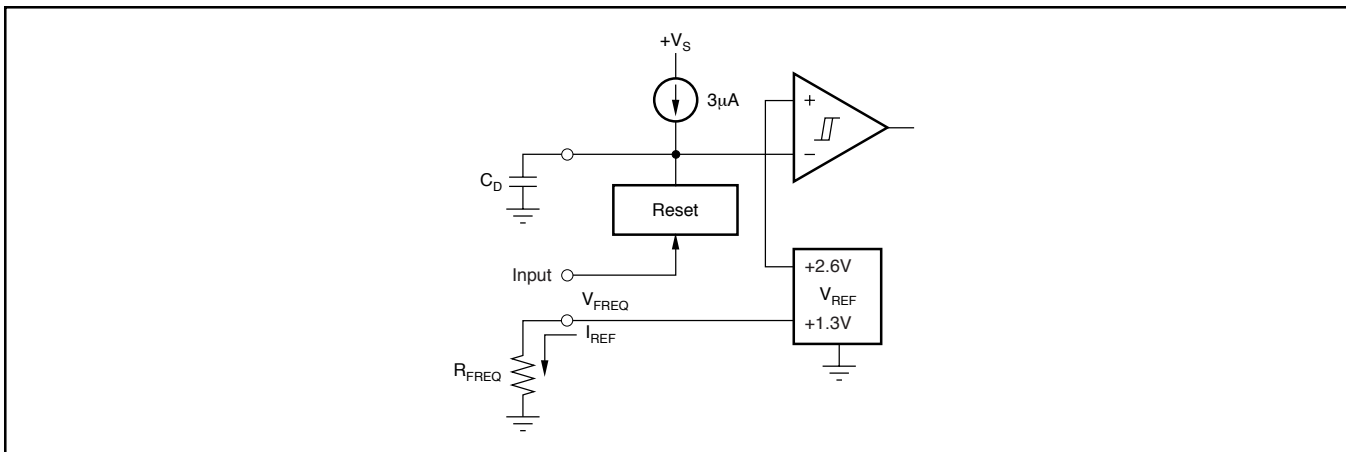 +V_S
3μA
+
−
C_D
Reset
+2.6V
Input
V_REF
V_FREQ
+1.3V
I_REF
R_FREQ